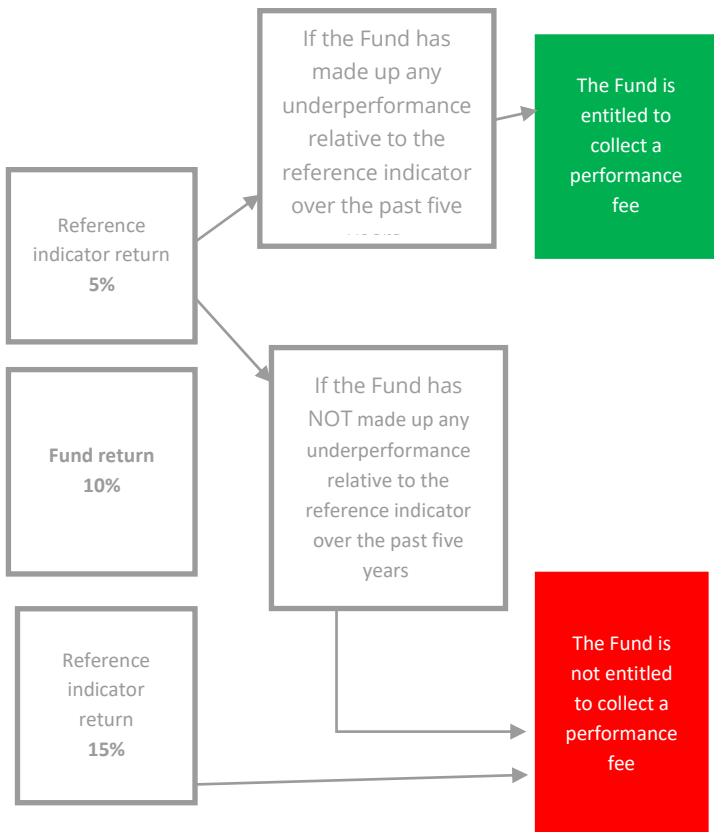 If the Fund has
made up any
underperformance
relative to the
reference indicator
over the past five
The Fund is
entitled to
collect a
performance
fee
Reference
indicator return
5%
If the Fund has
NOT made up any
underperformance
relative to the
reference indicator
over the past five
years
Fund return
10%
The Fund is
not entitled
to collect a
performance
fee
Reference
indicator
return
15%